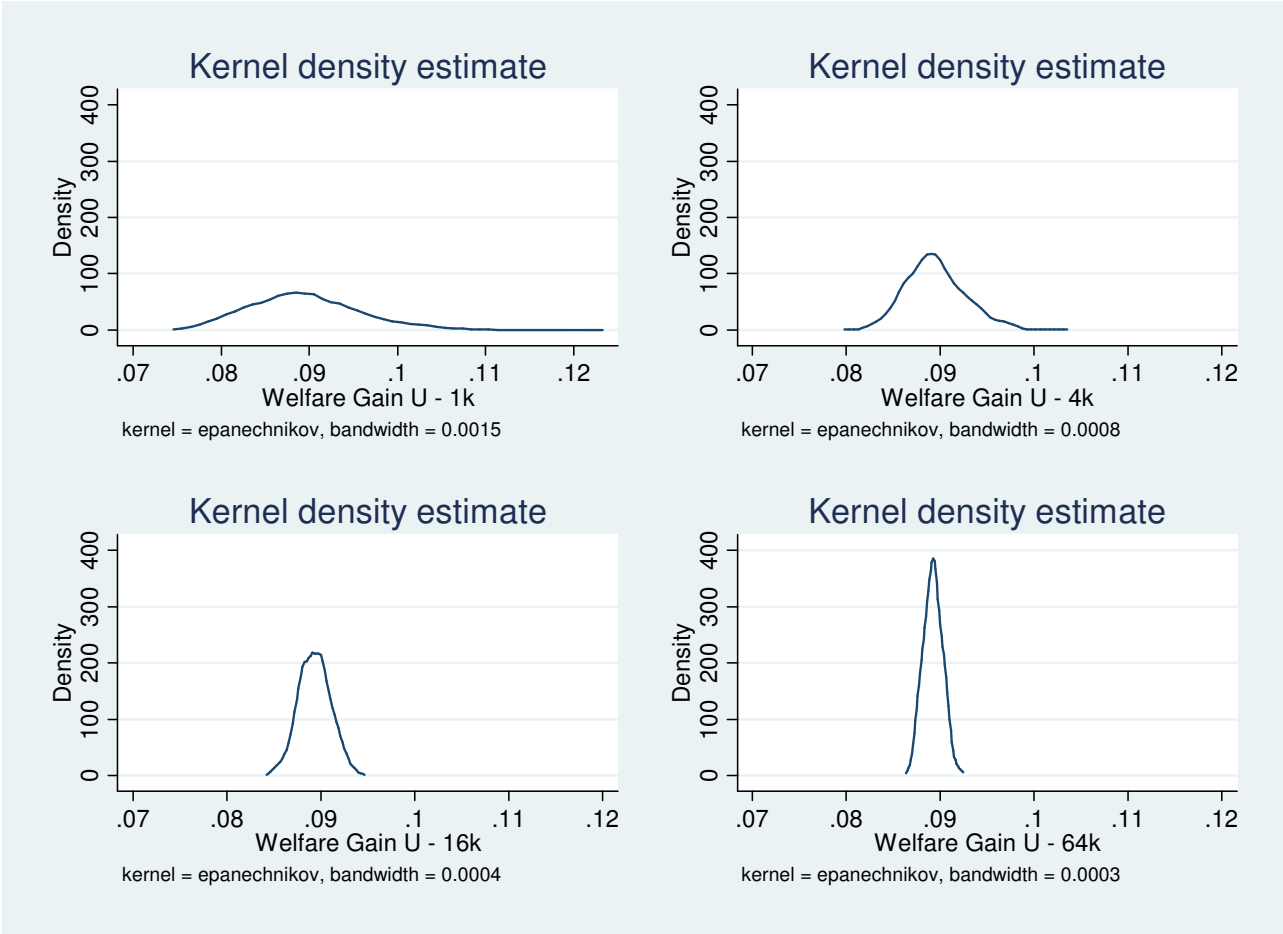 Kernel density estimate
Density
400
300
200
100
0
.07 .08 .09 .1 .11 .12
Welfare Gain U - 1k
kernel = epanechnikov, bandwidth = 0.0015
Kernel density estimate
Density
400
300
200
100
0
.07 .08 .09 .1 .11 .12
Welfare Gain U - 4k
kernel = epanechnikov, bandwidth = 0.0008
Kernel density estimate
Density
400
300
200
100
0
.07 .08 .09 .1 .11 .12
Welfare Gain U - 16k
kernel = epanechnikov, bandwidth = 0.0004
Kernel density estimate
Density
400
300
200
100
0
.07 .08 .09 .1 .11 .12
Welfare Gain U - 64k
kernel = epanechnikov, bandwidth = 0.0003